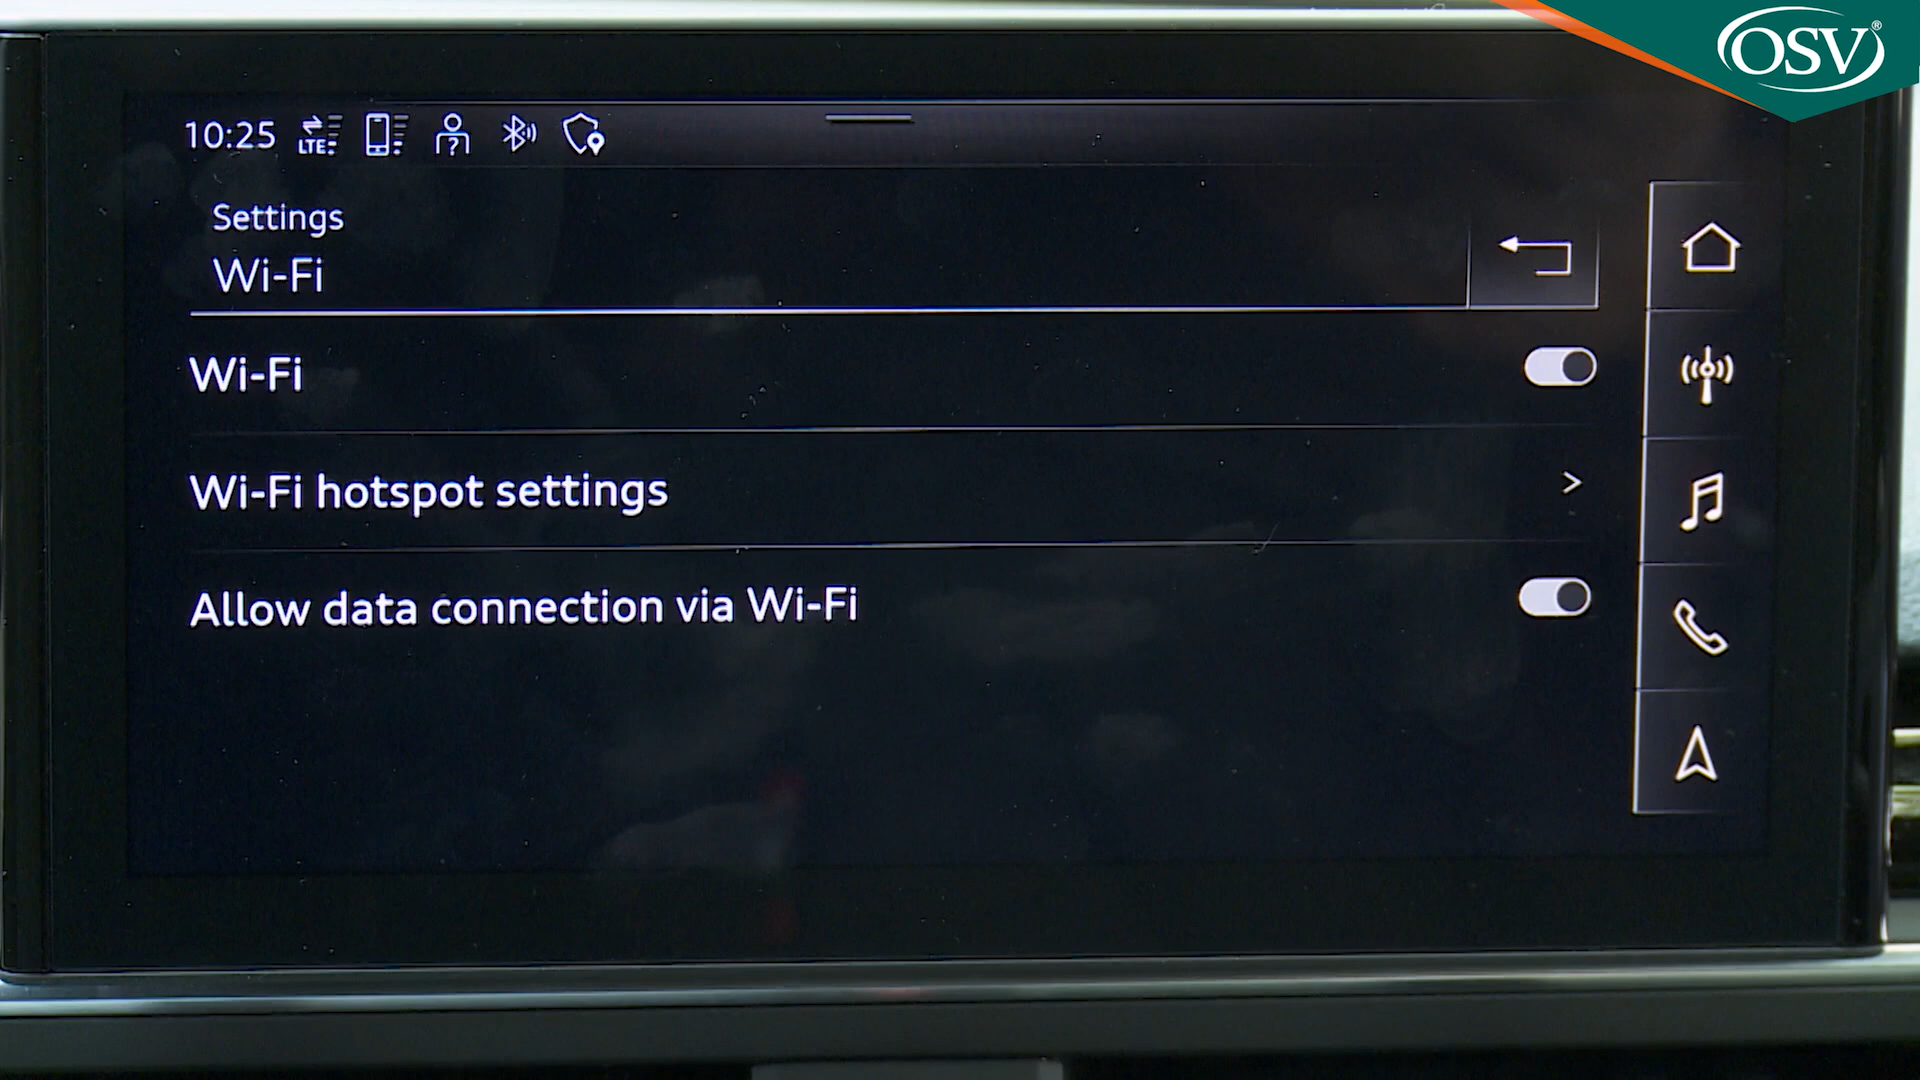 OSV®
10:25
LTE
Settings
Wi-Fi
Wi-Fi
Wi-Fi hotspot settings
Allow data connection via Wi-Fi